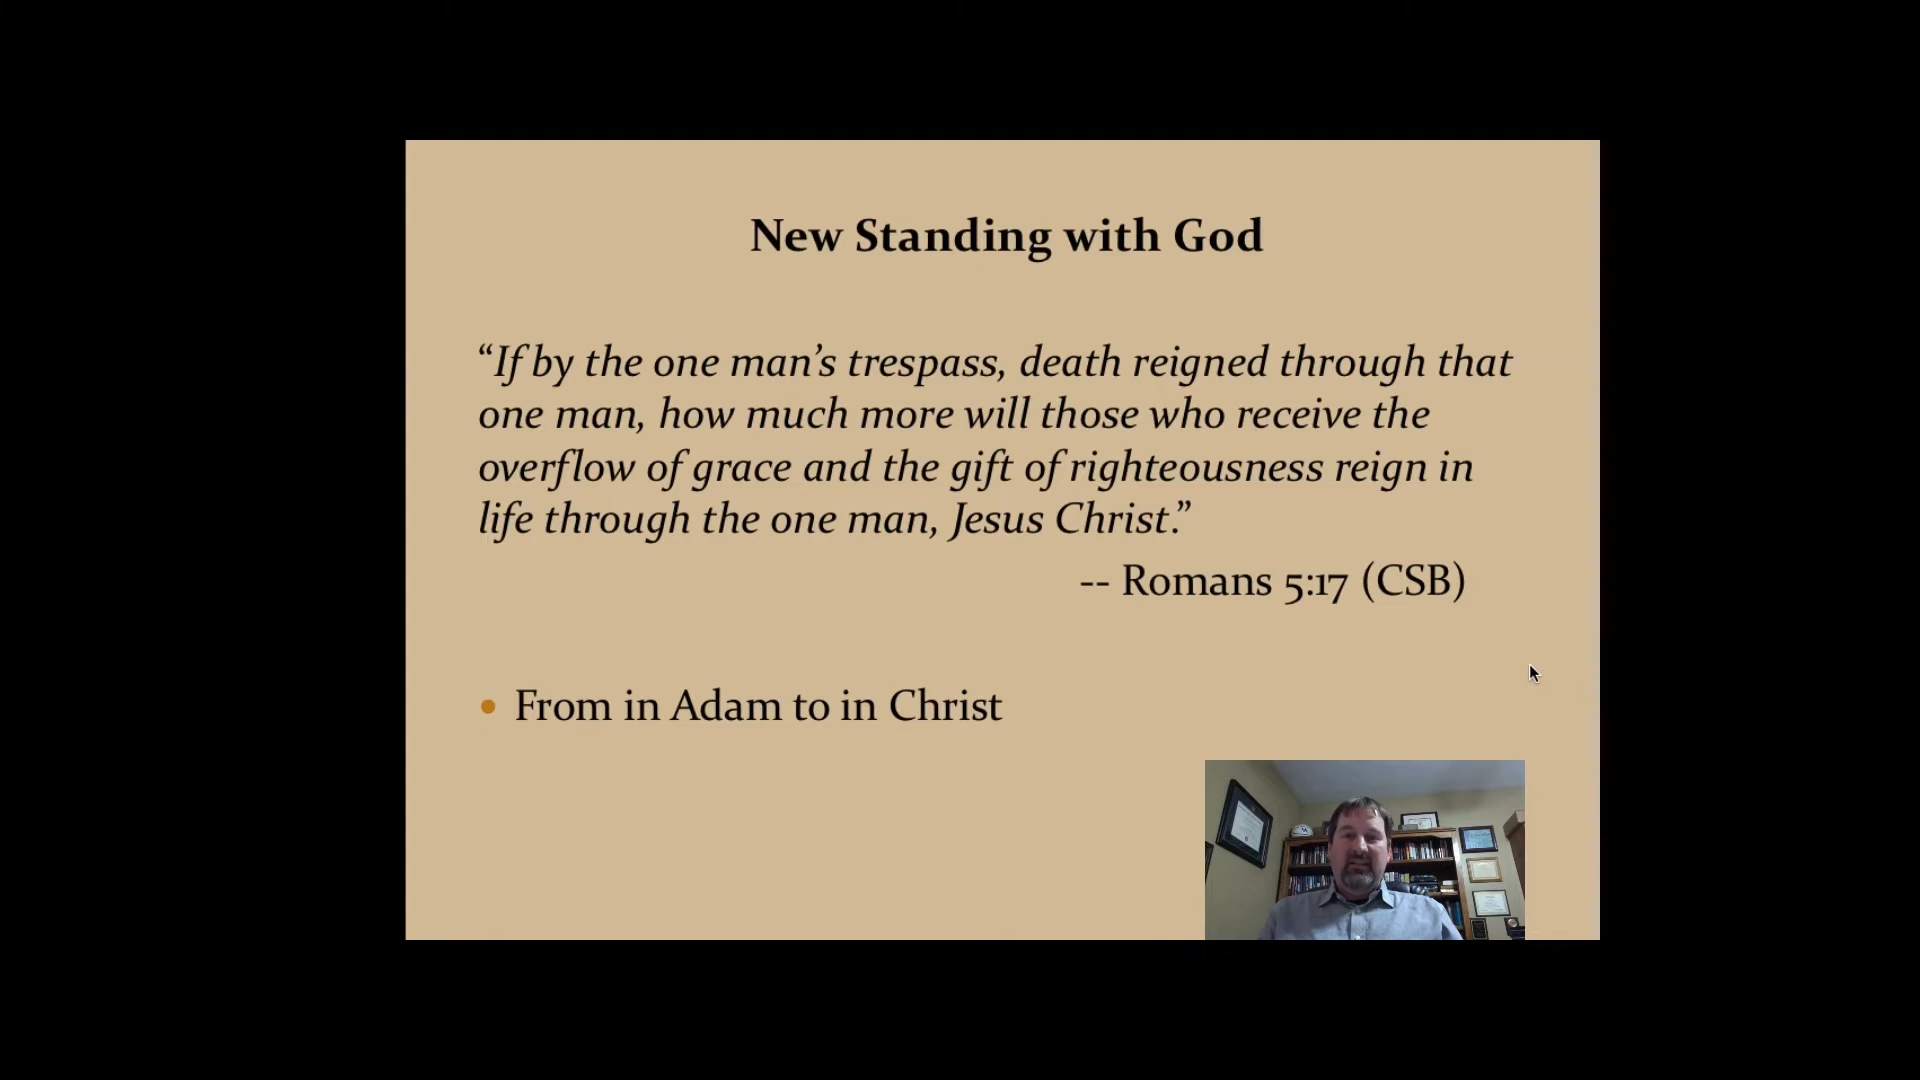 New Standing with God
“If by the one man’s trespass, death reigned through that
one man, how much more will those who receive the
overflow of grace and the gift of righteousness reign in
life through the one man, Jesus Christ.”
-- Romans 5:17 (CSB)
• From in Adam to in Christ